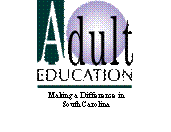 Adult
EDUCATION
Making a Difference in
South Carolina